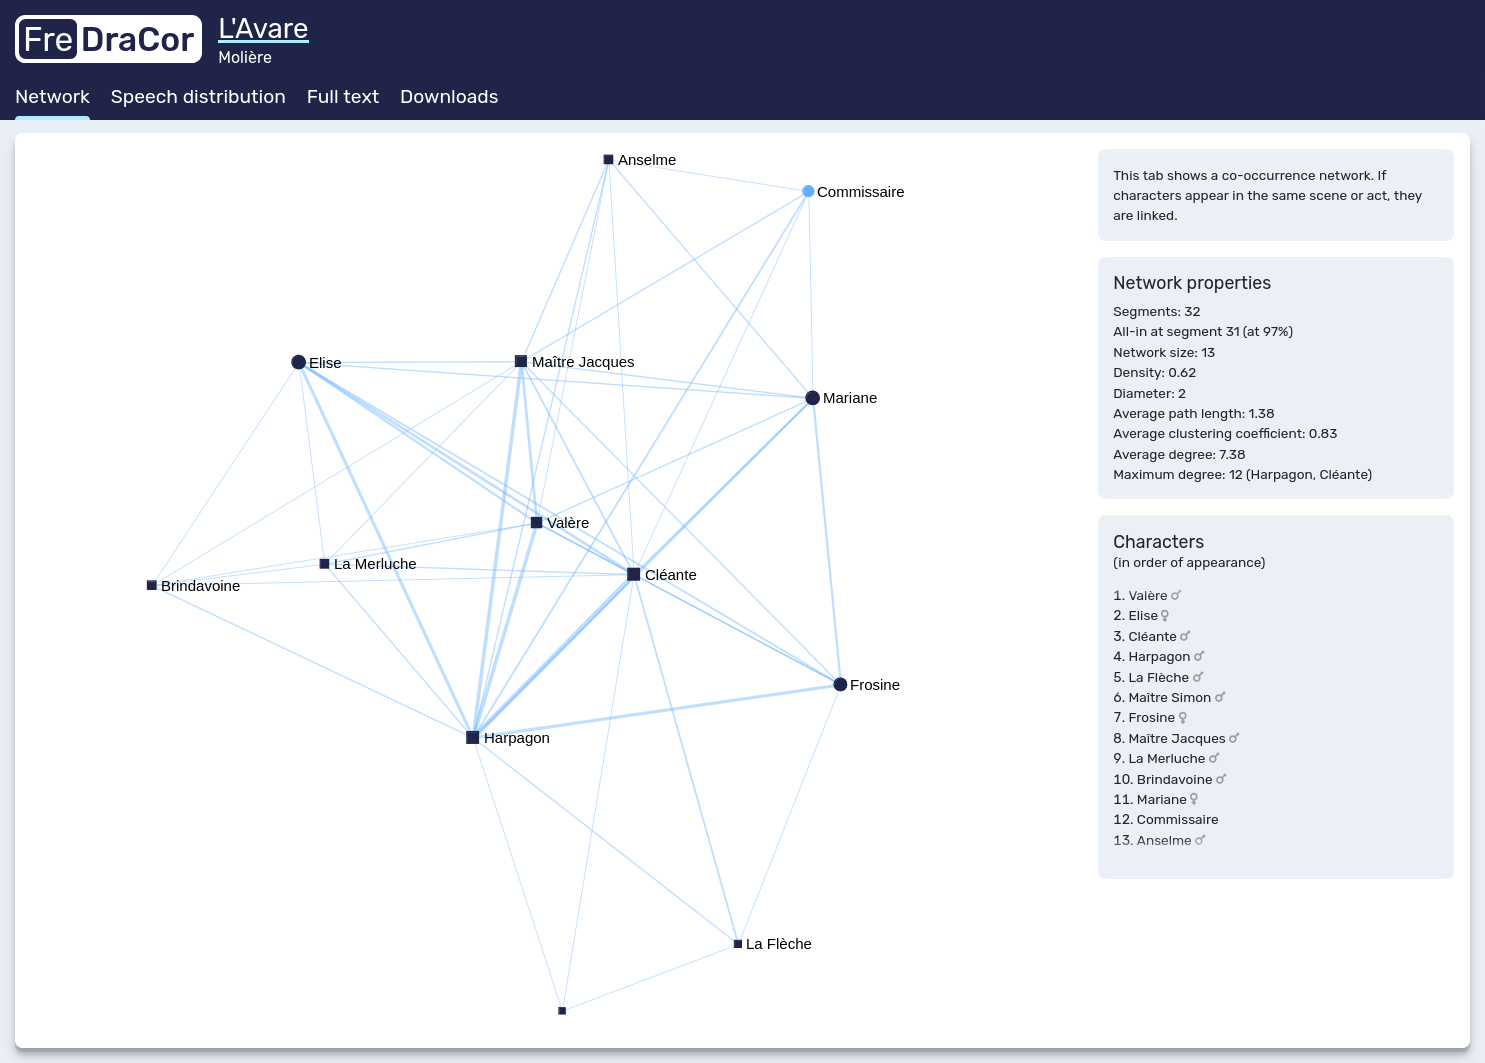 FreDraCor
L'Avare
Molière
Network
Speech distribution
Full text
Downloads
Anselme
Commissaire
Elise
Maître Jacques
Mariane
Valère
La Merluche
Cléante
Brindavoine
Frosine
Harpagon
La Flèche
This tab shows a co-occurrence network. If
characters appear in the same scene or act, they
are linked.
Network properties
Segments: 32
All-in at segment 31 (at 97%)
Network size: 13
Density: 0.62
Diameter: 2
Average path length: 1.38
Average clustering coefficient: 0.83
Average degree: 7.38
Maximum degree: 12 (Harpagon, Cléante)
Characters
(in order of appearance)
1. Valère ♂
2. Elise ♀
3. Cléante ♂
4. Harpagon ♂
5. La Flèche ♂
6. Maître Simon ♂
7. Frosine ♀
8. Maître Jacques ♂
9. La Merluche ♂
10. Brindavoine ♂
11. Mariane ♀
12. Commissaire
13. Anselme ♂